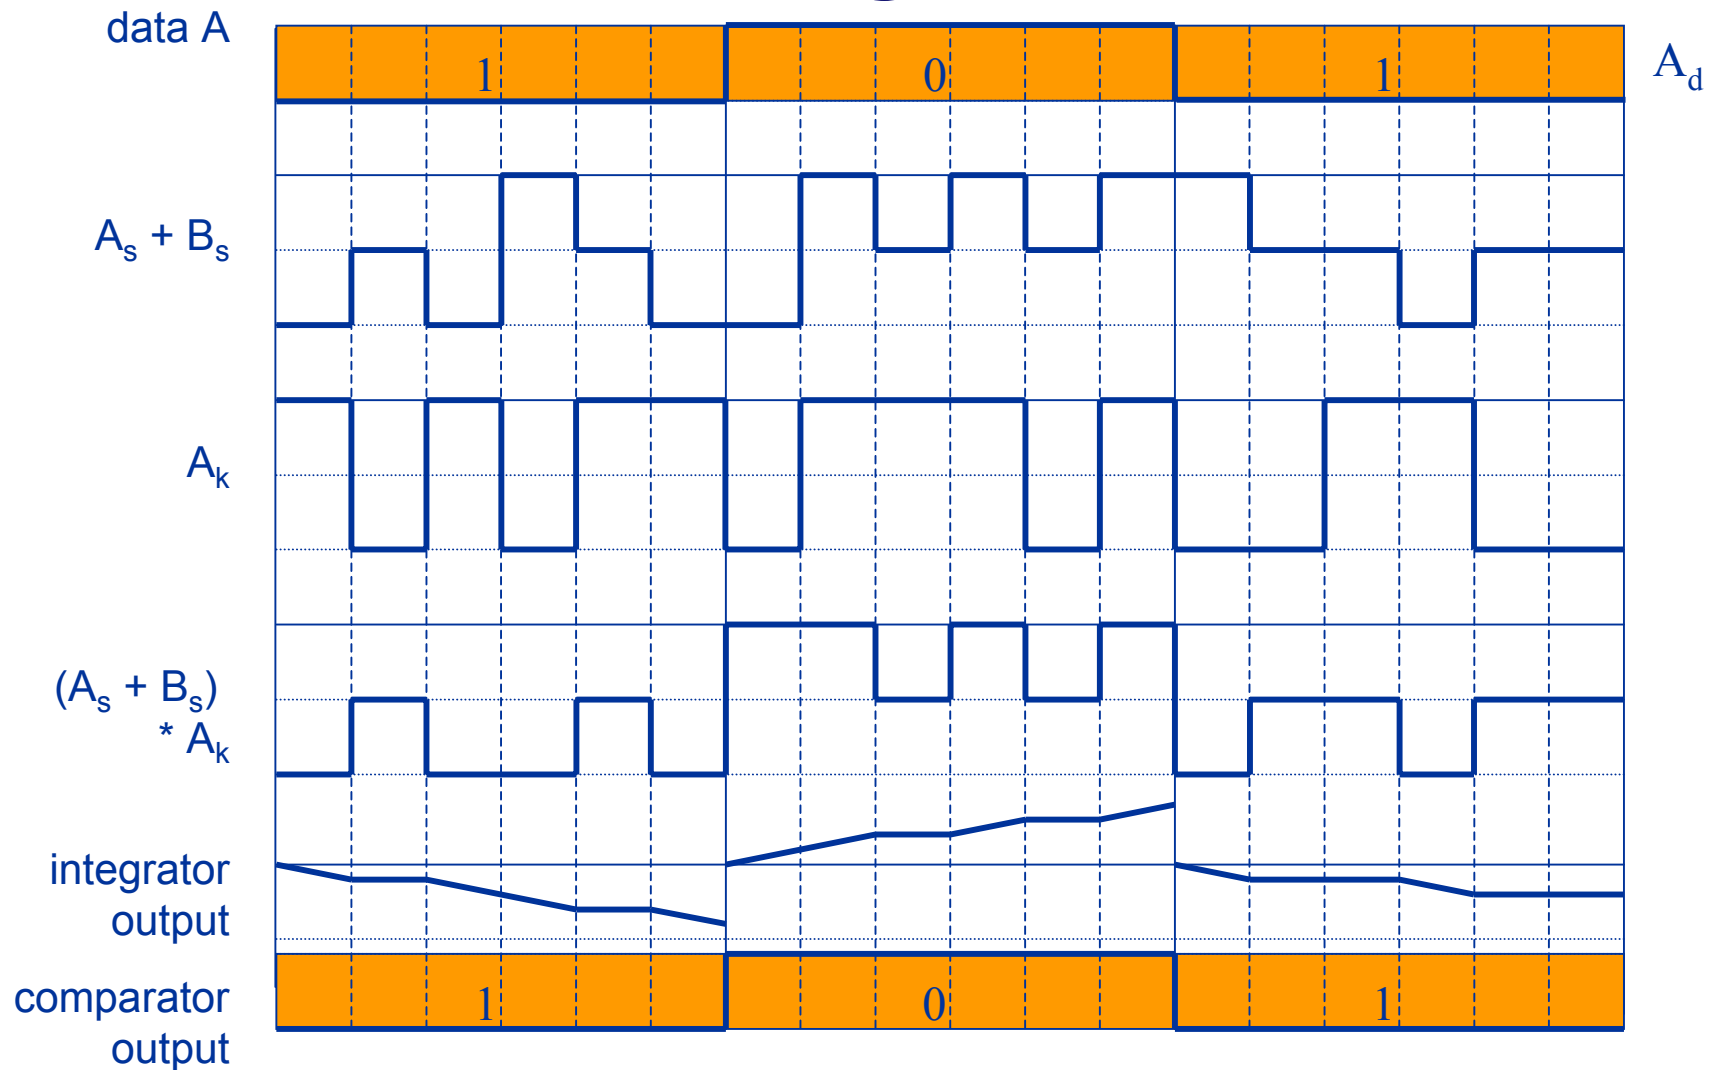 data A
1 0 1
A_d
A_s + B_s
A_k
(A_s + B_s)
* A_k
integrator
output
comparator
output
1 0 1